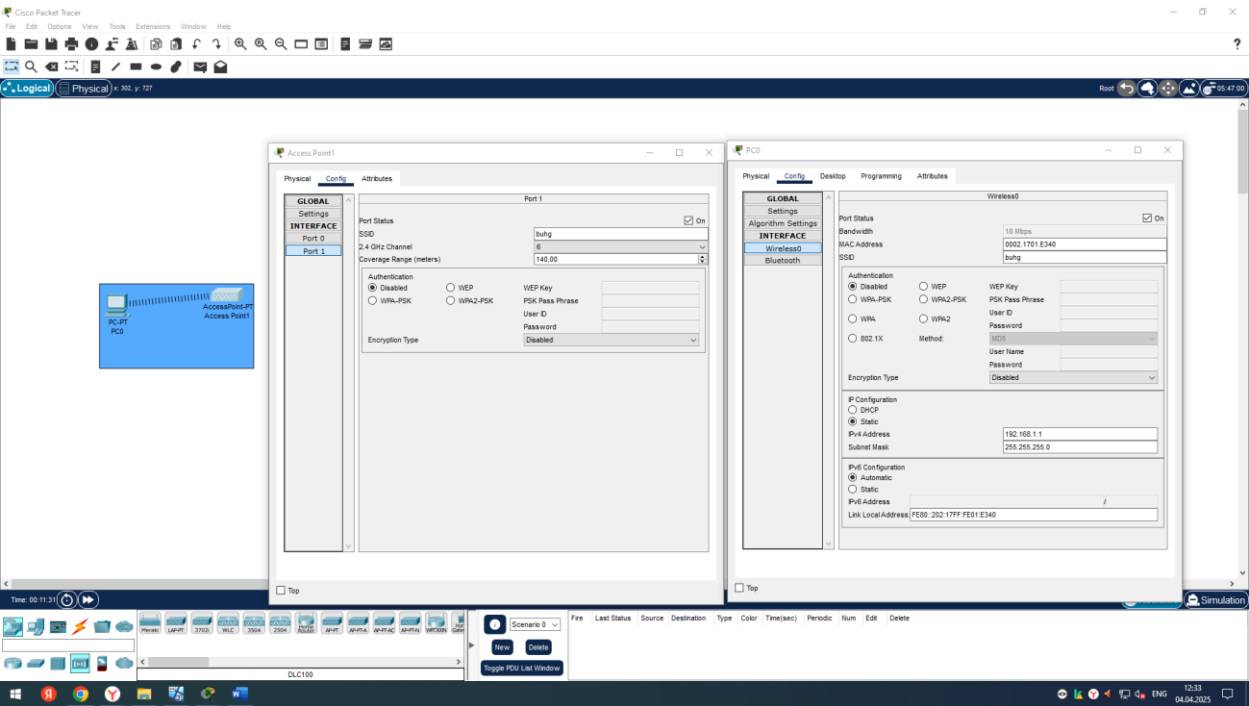 Cisco Packet Tracer
File Edit Options View Tools Extensions Window Help
Logical Physical x: 302, y: 727 Root 05:47:00
Access Point1
Physical Config Attributes
GLOBAL
Settings
INTERFACE
Port 0
Port 1
Port 1
Port Status On
SSID buhg
2.4 GHz Channel 6
Coverage Range (meters) 140,00
Authentication
Disabled WEP WEP Key
WPA-PSK WPA2-PSK PSK Pass Phrase
User ID
Password
Encryption Type Disabled
Top
PC0
Physical Config Desktop Programming Attributes
GLOBAL
Settings
Algorithm Settings
INTERFACE
Wireless0
Bluetooth
Wireless0
Port Status On
Bandwidth 18 Mbps
MAC Address 0002.1701.E340
SSID buhg
Authentication
Disabled WEP WEP Key
WPA-PSK WPA2-PSK PSK Pass Phrase
User ID
WPA WPA2
Password
802.1X Method: MD5
User Name
Password
Encryption Type Disabled
IP Configuration
DHCP
Static
IPv4 Address 192.168.1.1
Subnet Mask 255.255.255.0
IPv6 Configuration
Automatic
Static
IPv6 Address /
Link Local Address: FE80::202:17FF:FE01:E340
Top
PC-PT
PC0
AccessPoint-PT
Access Point1
Time: 00:11:31 Simulation
Meraki LAP-PT 3702i WLC 3504 2504 Home Router AP-PT AP-PT-A AP-PT-AC AP-PT-N WRT300N
DLC100
Scenario 0
New Delete
Toggle PDU List Window
Fire Last Status Source Destination Type Color Time(sec) Periodic Num Edit Delete
ENG 12:33
04.04.2025